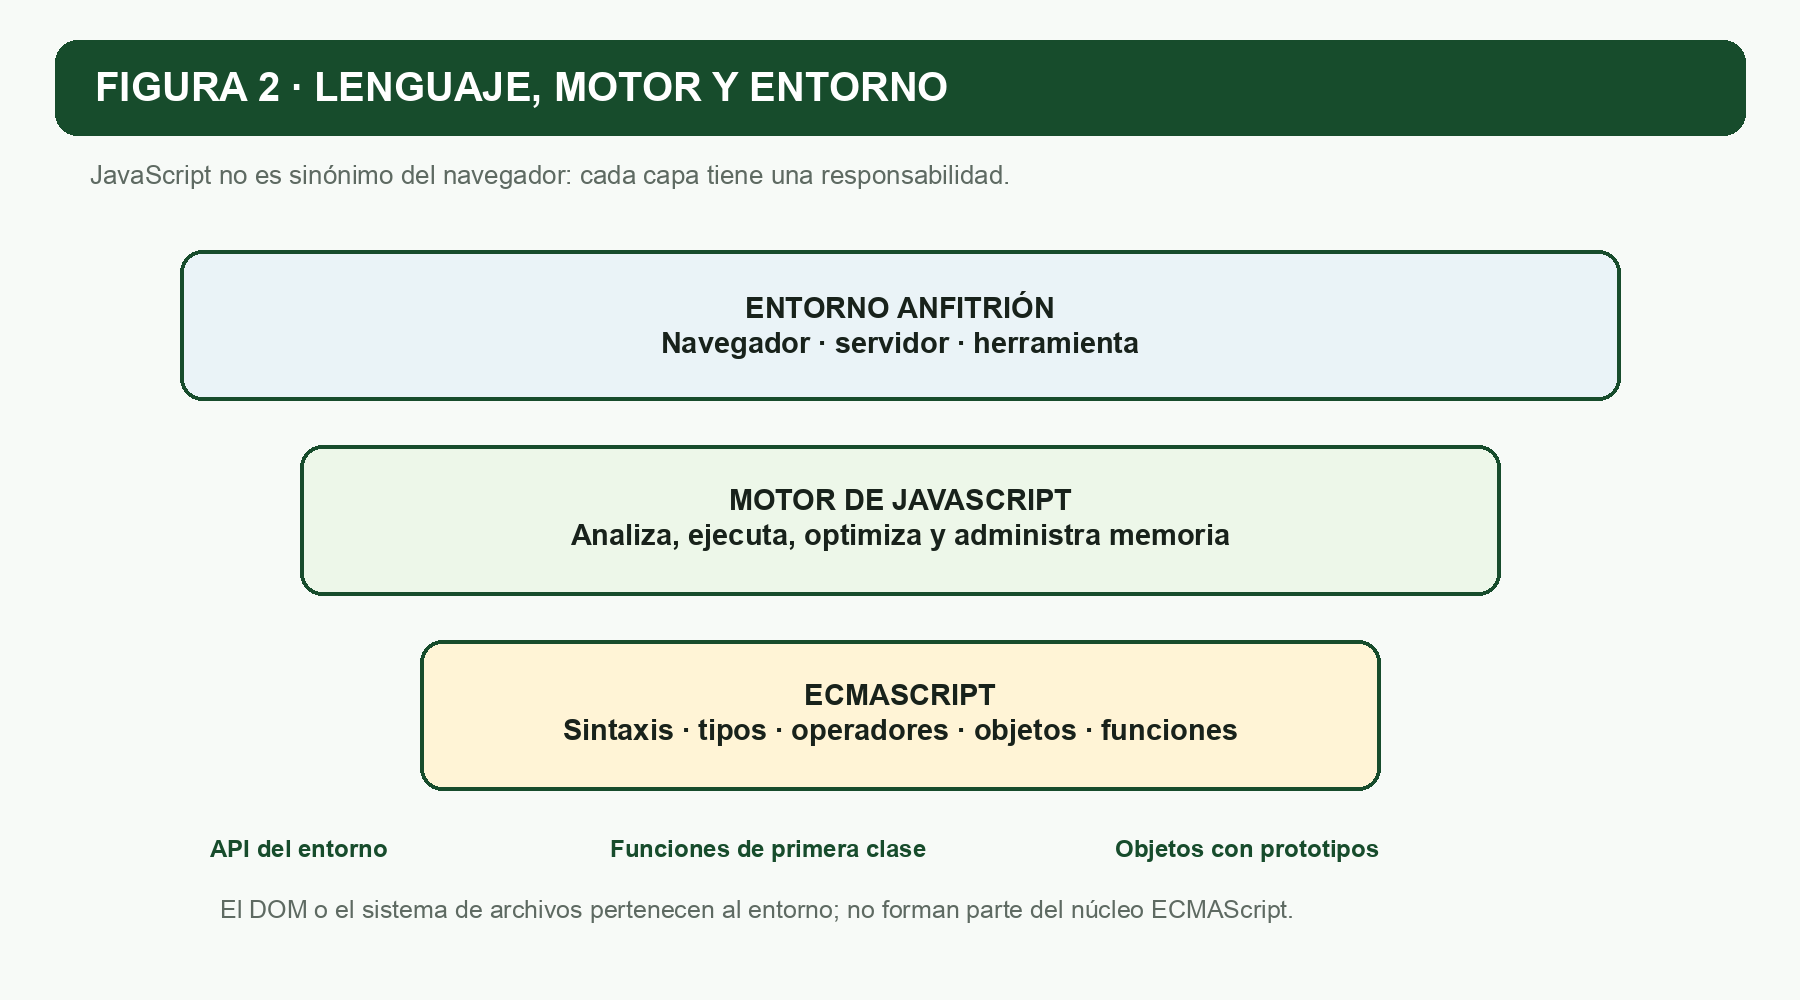 FIGURA 2 · LENGUAJE, MOTOR Y ENTORNO
JavaScript no es sinónimo del navegador: cada capa tiene una responsabilidad.
ENTORNO ANFITRIÓN
Navegador · servidor · herramienta
MOTOR DE JAVASCRIPT
Analiza, ejecuta, optimiza y administra memoria
ECMASCRIPT
Sintaxis · tipos · operadores · objetos · funciones
API del entorno
Funciones de primera clase
Objetos con prototipos
El DOM o el sistema de archivos pertenecen al entorno; no forman parte del núcleo ECMAScript.